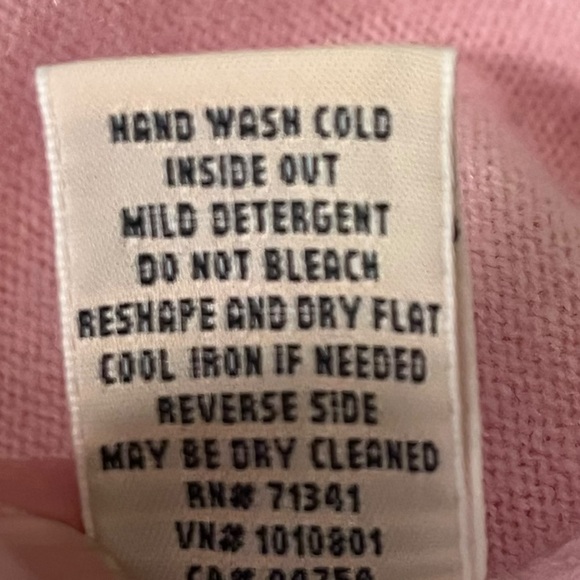 HAND WASH COLD
INSIDE OUT
MILD DETERGENT
DO NOT BLEACH
RESHAPE AND DRY FLAT
COOL IRON IF NEEDED
REVERSE SIDE
MAY BE DRY CLEANED
RN# 71341
VN# 1010801